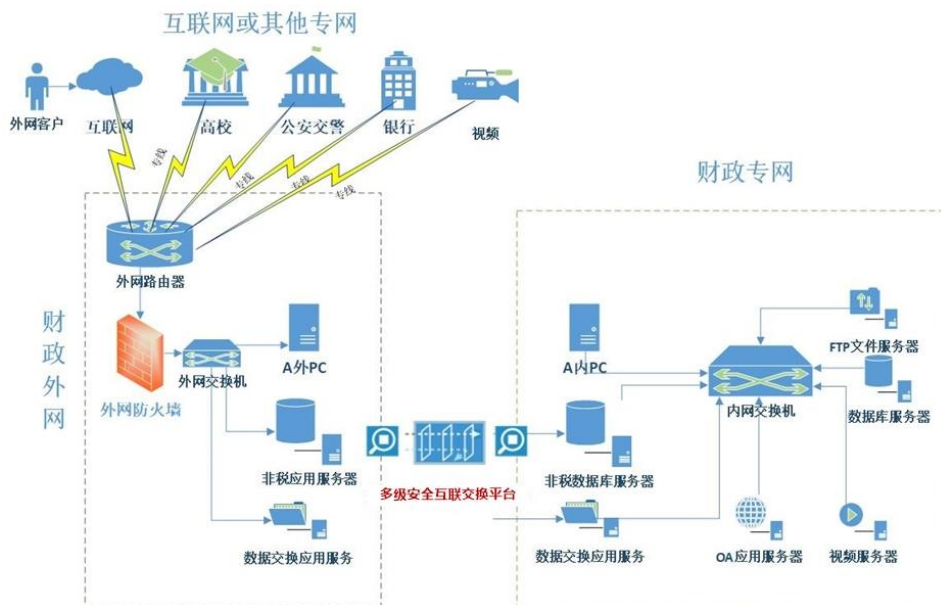 互联网或其他专网
外网客户
互联网
高校
公安交警
银行
视频
专线
专线
专线
专线
财政专网
外网路由器
财政外网
外网防火墙
外网交换机
A外PC
非税应用服务器
数据交换应用服务
多级安全互联交换平台
A内PC
内网交换机
FTP文件服务器
数据库服务器
非税数据库服务器
数据交换应用服务
OA应用服务器
视频服务器